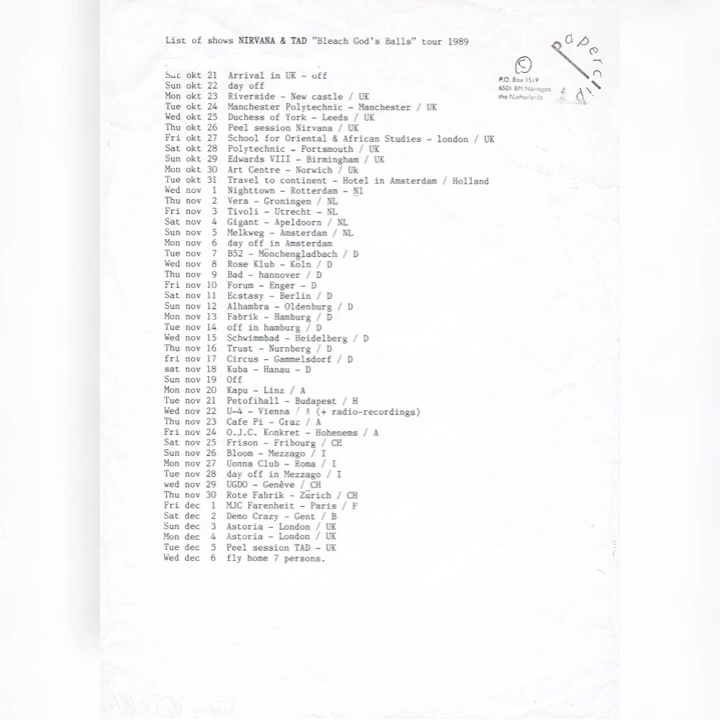 List of shows NIRVANA & TAD "Bleach God's Balls" tour 1989
Paperclip
P.O. Box 1519
6501 BM Nijmegen
the Netherlands
Sat okt 21 Arrival in UK - off
Sun okt 22 day off
Mon okt 23 Riverside - New castle / UK
Tue okt 24 Manchester Polytechnic - Manchester / UK
Wed okt 25 Duchess of York - Leeds / UK
Thu okt 26 Peel session Nirvana / UK
Fri okt 27 School for Oriental & African Studies - london / UK
Sat okt 28 Polytechnic - Portsmouth / UK
Sun okt 29 Edwards VIII - Birmingham / UK
Mon okt 30 Art Centre - Norwich / Uk
Tue okt 31 Travel to continent - Hotel in Amsterdam / Holland
Wed nov 1 Nighttown - Rotterdam - Nl
Thu nov 2 Vera - Groningen / NL
Fri nov 3 Tivoli - Utrecht - NL
Sat nov 4 Gigant - Apeldoorn / NL
Sun nov 5 Melkweg - Amsterdam / NL
Mon nov 6 day off in Amsterdam
Tue nov 7 B52 - Mönchengladbach / D
Wed nov 8 Rose Klub - Köln / D
Thu nov 9 Bad - hannover / D
Fri nov 10 Forum - Enger - D
Sat nov 11 Ecstasy - Berlin / D
Sun nov 12 Alhambra - Oldenburg / D
Mon nov 13 Fabrik - Hamburg / D
Tue nov 14 off in hamburg / D
Wed nov 15 Schwimmbad - Heidelberg / D
Thu nov 16 Trust - Nurnberg / D
fri nov 17 Circus - Gammelsdorf / D
sat nov 18 Kuba - Hanau - D
Sun nov 19 Off
Mon nov 20 Kapu - Linz / A
Tue nov 21 Petofihall - Budapest / H
Wed nov 22 U-4 - Vienna / A (+ radio-recordings)
Thu nov 23 Cafe Pi - Graz / A
Fri nov 24 O.J.C. Konkret - Hohenems / A
Sat nov 25 Frison - Fribourg / CH
Sun nov 26 Bloom - Mezzago / I
Mon nov 27 Uonna Club - Roma / I
Tue nov 28 day off in Mezzago / I
wed nov 29 UGDO - Genève / CH
Thu nov 30 Rote Fabrik - Zürich / CH
Fri dec 1 MJC Farenheit - Paris / F
Sat dec 2 Demo Crazy - Gent / B
Sun dec 3 Astoria - London / UK
Mon dec 4 Astoria - London / UK
Tue dec 5 Peel session TAD - UK
Wed dec 6 fly home 7 persons.